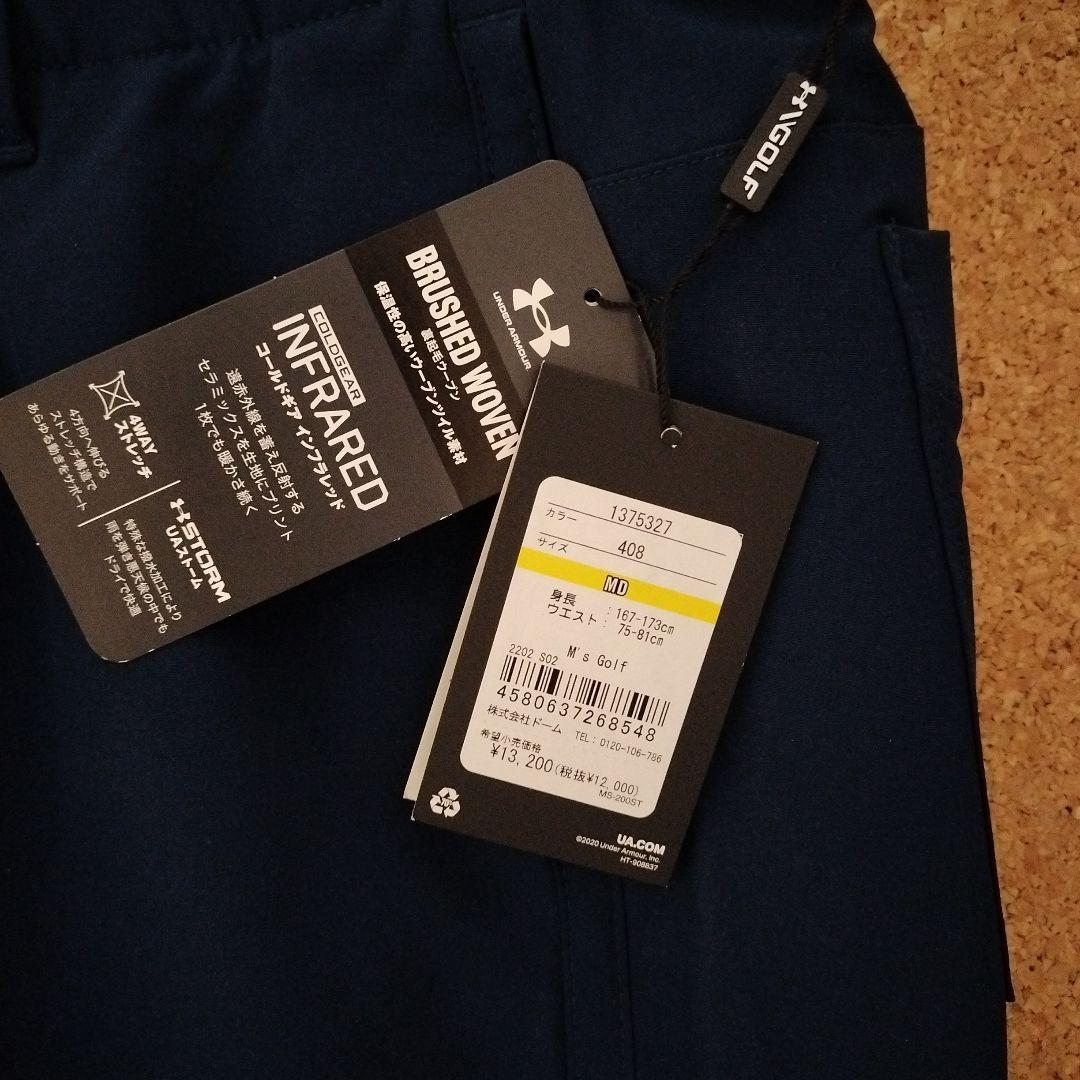 GOLF
UNDER ARMOUR
BRUSHED WOVEN
裏起毛ウーブン
保温性の高いウーブンツイル素材
COLDGEAR
INFRARED
コールドギア インフラレッド
遠赤外線を蓄え反射する
セラミックスを生地にプリント
1枚でも暖かさ続く
4WAY
ストレッチ
4方向へ伸びる
ストレッチ構造で
あらゆる動きをサポート
STORM
UAストーム
特殊な撥水加工により
雨を弾き悪天候の中でも
ドライで快適
1375327
カラー 408
サイズ MD
身長 :167-173cm
ウエスト: 75-81cm
2202 S02 M's Golf
4580637268548
株式会社ドーム TEL: 0120-106-786
希望小売価格
¥13,200(税抜¥12,000)
MS-200ST
UA.COM
©2020 Under Armour, Inc.
HT-908837